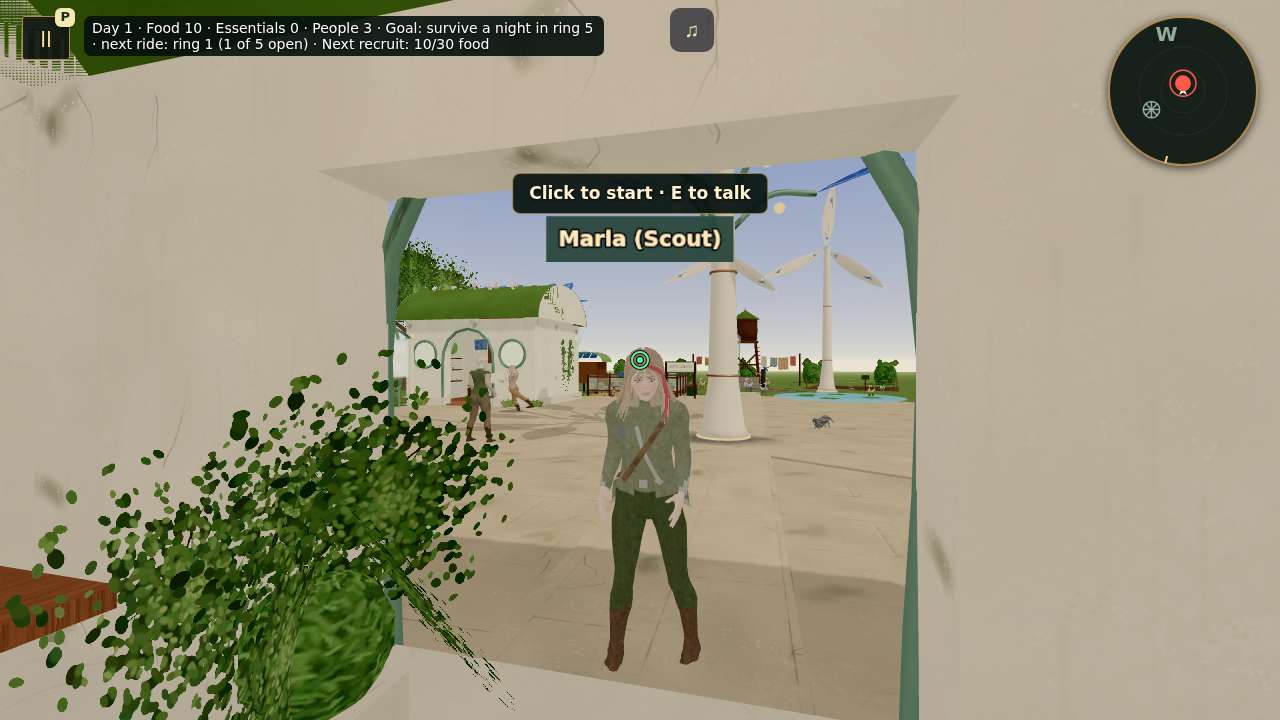 P
Day 1 · Food 10 · Essentials 0 · People 3 · Goal: survive a night in ring 5
· next ride: ring 1 (1 of 5 open) · Next recruit: 10/30 food
W
Click to start · E to talk
Marla (Scout)